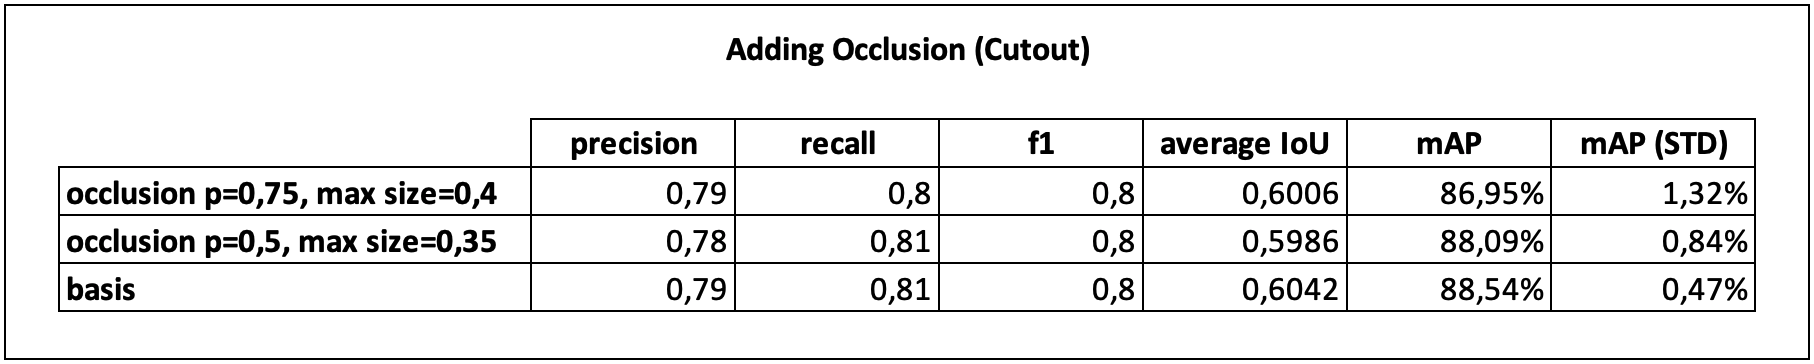 Adding Occlusion (Cutout)
precision recall f1 average IoU mAP mAP (STD)
occlusion p=0,75, max size=0,4 0,79 0,8 0,8 0,6006 86,95% 1,32%
occlusion p=0,5, max size=0,35 0,78 0,81 0,8 0,5986 88,09% 0,84%
basis 0,79 0,81 0,8 0,6042 88,54% 0,47%